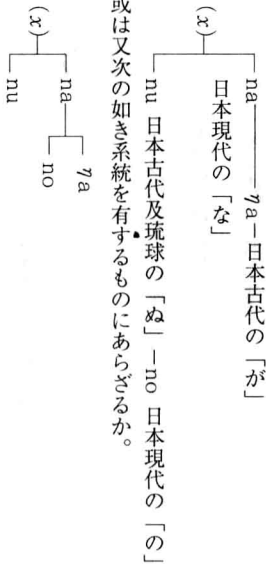 (x)
na ηa－日本古代の「が」
日本現代の「な」
nu 日本古代及琉球の「ぬ」－no 日本現代の「の」
或は又次の如き系統を有するものにあらざるか。
(x)
na
ηa
no
nu